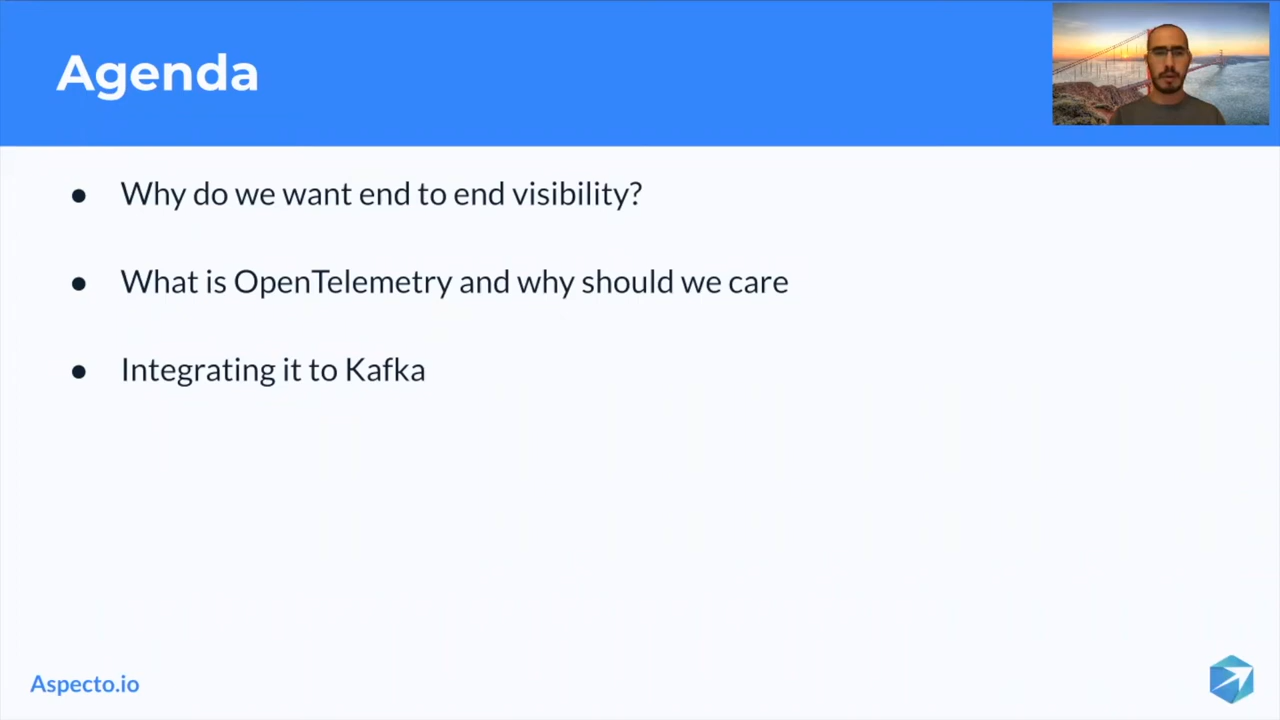 Agenda
● Why do we want end to end visibility?
● What is OpenTelemetry and why should we care
● Integrating it to Kafka
Aspecto.io